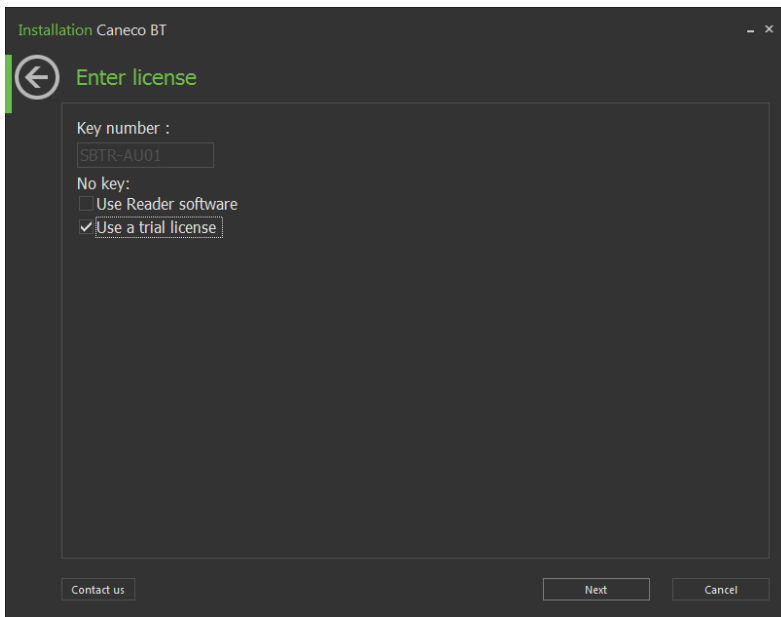 Installation Caneco BT
Enter license
Key number :
SBTR-AU01
No key:
Use Reader software
Use a trial license
Contact us
Next
Cancel